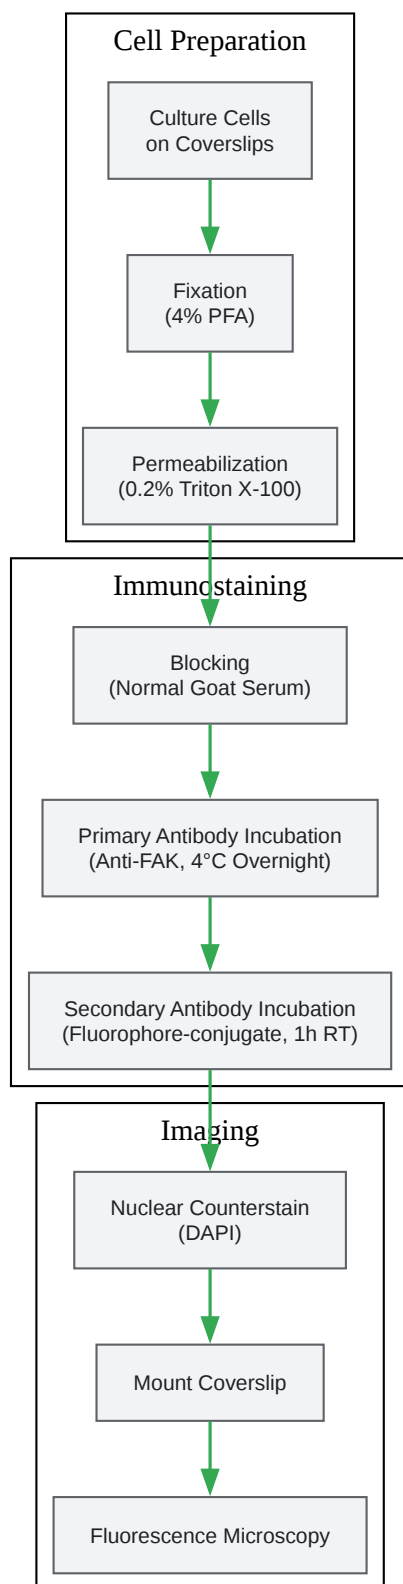 Cell Preparation
Culture Cells
on Coverslips
Fixation
(4% PFA)
Permeabilization
(0.2% Triton X-100)
Immunostaining
Blocking
(Normal Goat Serum)
Primary Antibody Incubation
(Anti-FAK, 4°C Overnight)
Secondary Antibody Incubation
(Fluorophore-conjugate, 1h RT)
Imaging
Nuclear Counterstain
(DAPI)
Mount Coverslip
Fluorescence Microscopy